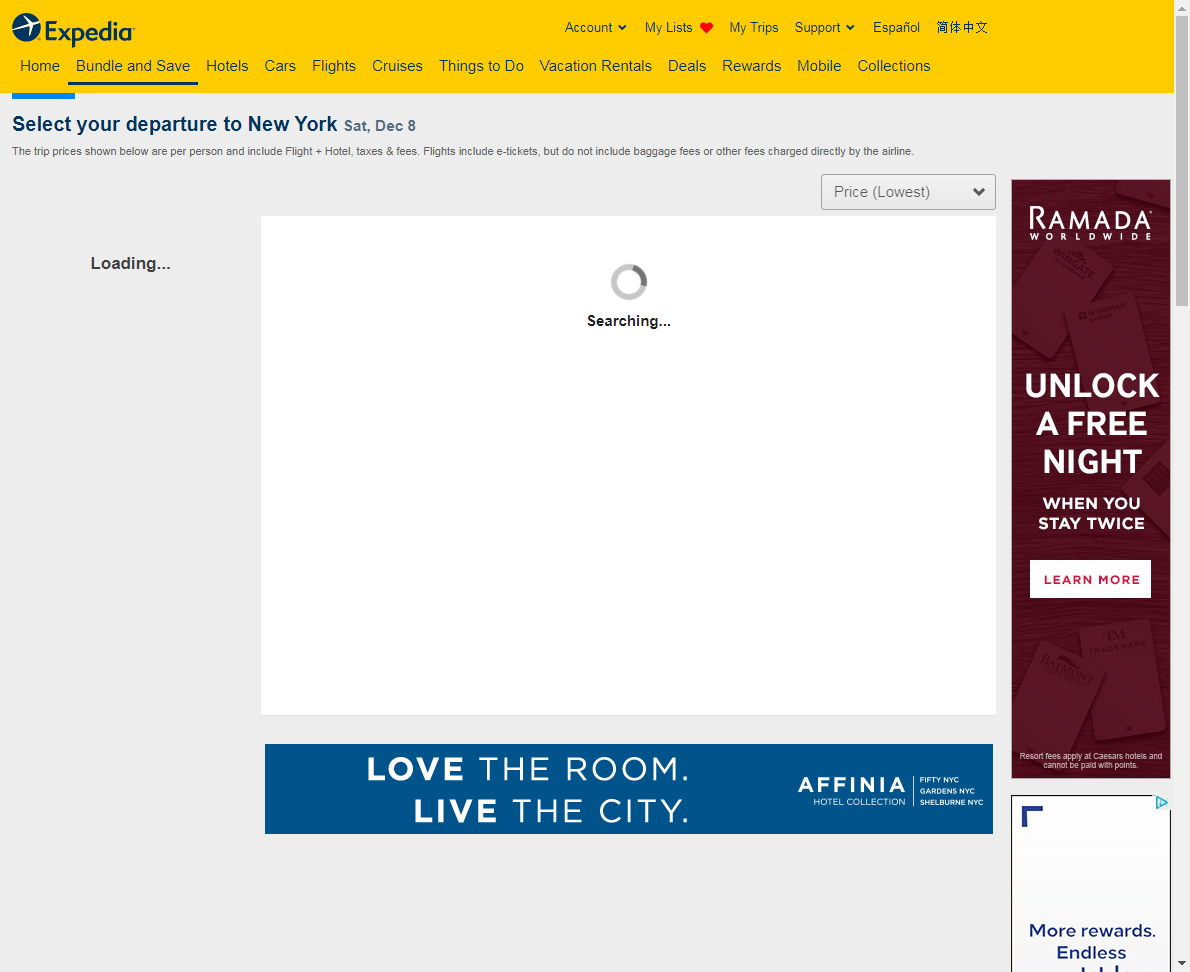 Expedia
Account
My Lists
My Trips
Support
Español
简体中文
Home
Bundle and Save
Hotels
Cars
Flights
Cruises
Things to Do
Vacation Rentals
Deals
Rewards
Mobile
Collections
Select your departure to New York Sat, Dec 8
The trip prices shown below are per person and include Flight + Hotel, taxes & fees. Flights include e-tickets, but do not include baggage fees or other fees charged directly by the airline.
Price (Lowest)
Loading...
Searching...
LOVE THE ROOM.
LIVE THE CITY.
AFFINIA
HOTEL COLLECTION
FIFTY NYC
GARDENS NYC
SHELBURNE NYC
RAMADA
WORLDWIDE
WINGATE
WYNDHAM
UNLOCK
A FREE
NIGHT
WHEN YOU
STAY TWICE
LEARN MORE
TM
TRADEMARK
BAYMONT
Resort fees apply at Caesars hotels and
cannot be paid with points.
More rewards.
Endless